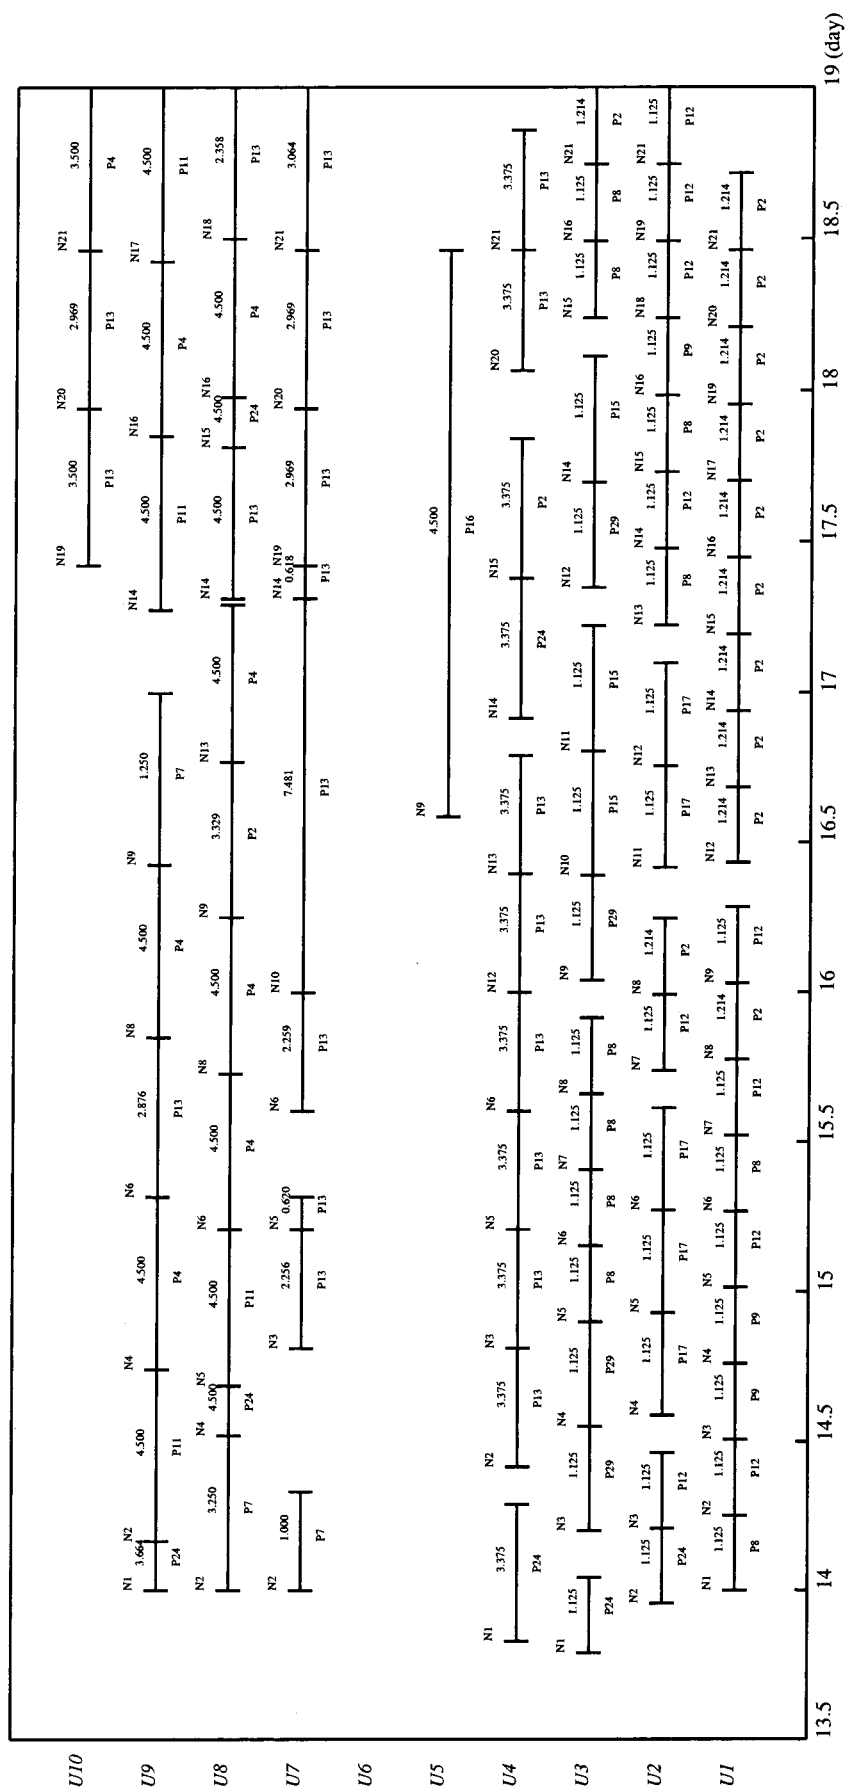 N19 N20 N21
3.500 2.969 3.500
U10
P13 P13 P4
N1 N2 N4 N6 N8 N9 N14 N16 N17
3.664 4.500 4.500 2.876 4.500 1.250 4.500 4.500 4.500
U9
P24 P11 P4 P13 P4 P7 P11 P4 P11
N2 N4 N5 N6 N8 N9 N13 N14 N15 N16 N18
3.250 4.500 4.500 4.500 4.500 3.329 4.500 4.500 4.500 4.500 2.358
U8
P7 P24 P11 P4 P4 P2 P4 P13 P24 P4 P13
N2 N3 N5 N6 N10 N14 N19 N20 N21
1.000 2.256 0.620 2.259 7.481 0.618 2.969 2.969 3.064
U7
P7 P13 P13 P13 P13 P13 P13 P13 P13
U6
N9
4.500
U5
P16
N1 N2 N3 N5 N6 N12 N13 N14 N15 N20 N21
3.375 3.375 3.375 3.375 3.375 3.375 3.375 3.375 3.375 3.375 3.375
U4
P24 P13 P13 P13 P13 P13 P13 P24 P2 P13 P13
N1 N3 N4 N5 N6 N7 N8 N9 N10 N11 N12 N14 N15 N16 N21
1.125 1.125 1.125 1.125 1.125 1.125 1.125 1.125 1.125 1.125 1.125 1.125 1.125 1.125 1.214
U3
P24 P29 P29 P8 P8 P8 P8 P29 P15 P15 P29 P15 P8 P8 P2
N2 N3 N4 N5 N6 N7 N8 N11 N12 N13 N14 N15 N16 N18 N19 N21
1.125 1.125 1.125 1.125 1.125 1.125 1.214 1.125 1.125 1.125 1.125 1.125 1.125 1.125 1.125 1.125
U2
P24 P12 P17 P17 P17 P12 P2 P17 P17 P8 P12 P8 P9 P12 P12 P12
N1 N2 N3 N4 N5 N6 N7 N8 N9 N12 N13 N14 N15 N16 N17 N19 N20 N21
1.125 1.125 1.125 1.125 1.125 1.125 1.125 1.214 1.125 1.214 1.214 1.214 1.214 1.214 1.214 1.214 1.214 1.214
U1
P8 P12 P9 P9 P12 P8 P12 P2 P12 P2 P2 P2 P2 P2 P2 P2 P2 P2
13.5 14 14.5 15 15.5 16 16.5 17 17.5 18 18.5 19 (day)